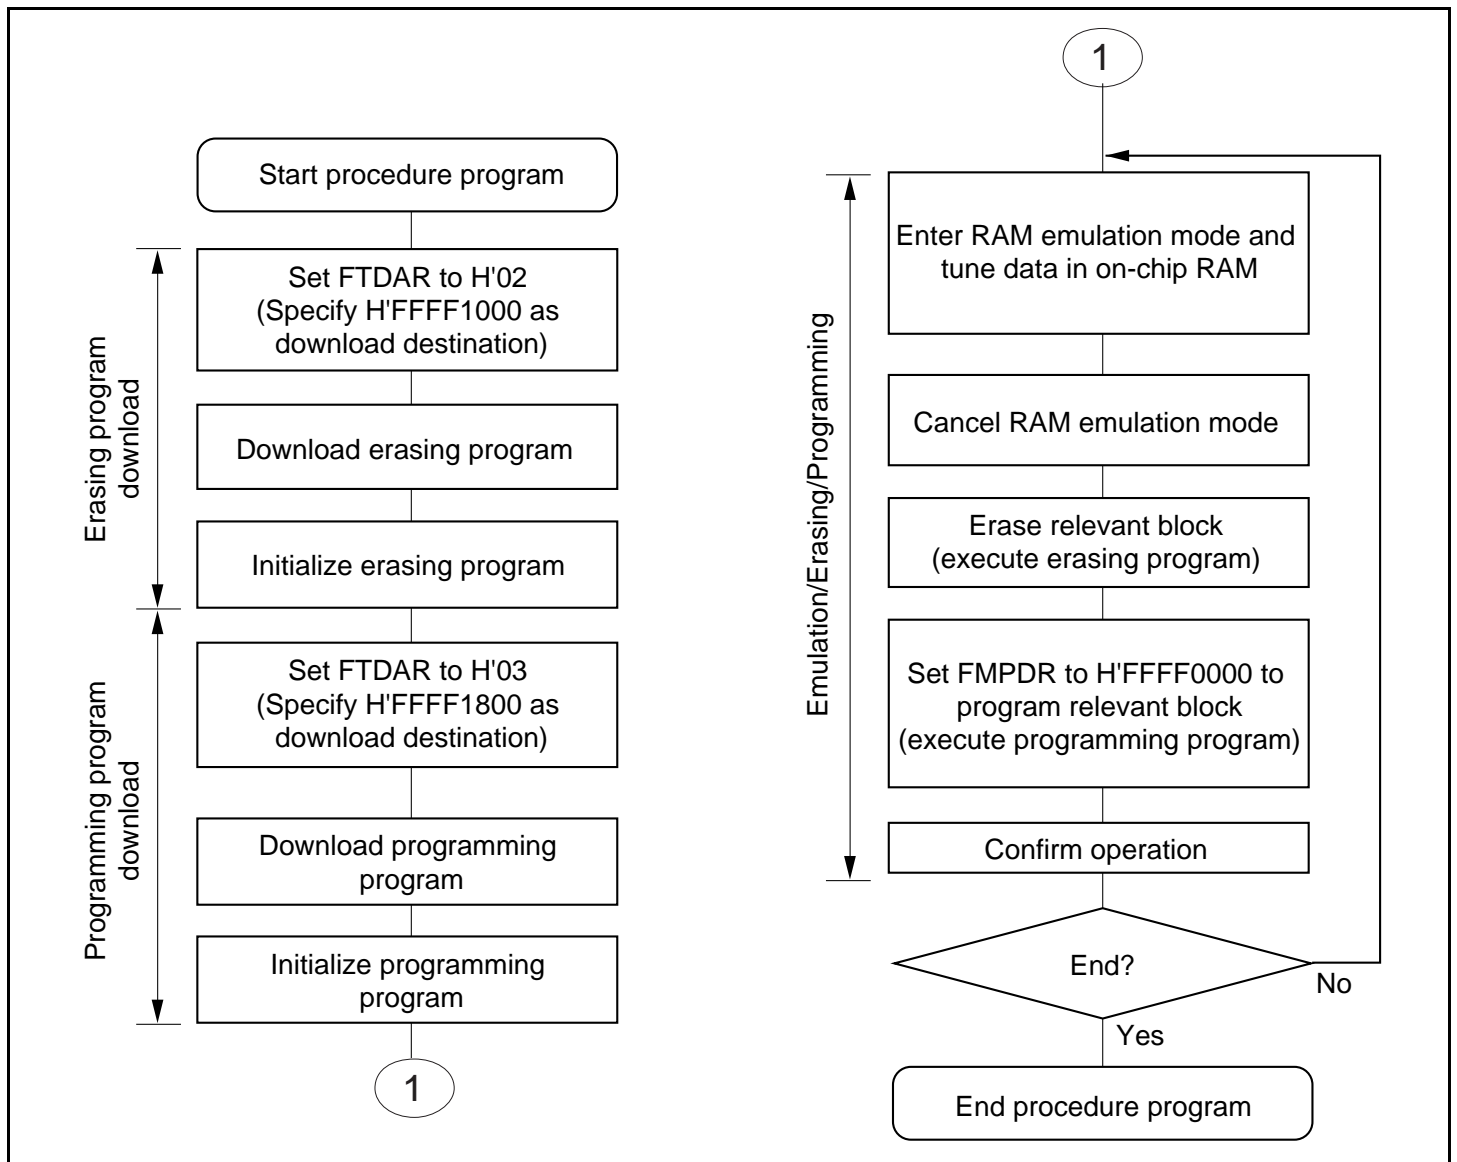 Start procedure program
Erasing program
download
Set FTDAR to H'02
(Specify H'FFFF1000 as
download destination)
Download erasing program
Initialize erasing program
Programming program
download
Set FTDAR to H'03
(Specify H'FFFF1800 as
download destination)
Download programming
program
Initialize programming
program
1
1
Emulation/Erasing/Programming
Enter RAM emulation mode and
tune data in on-chip RAM
Cancel RAM emulation mode
Erase relevant block
(execute erasing program)
Set FMPDR to H'FFFF0000 to
program relevant block
(execute programming program)
Confirm operation
End?
No
Yes
End procedure program